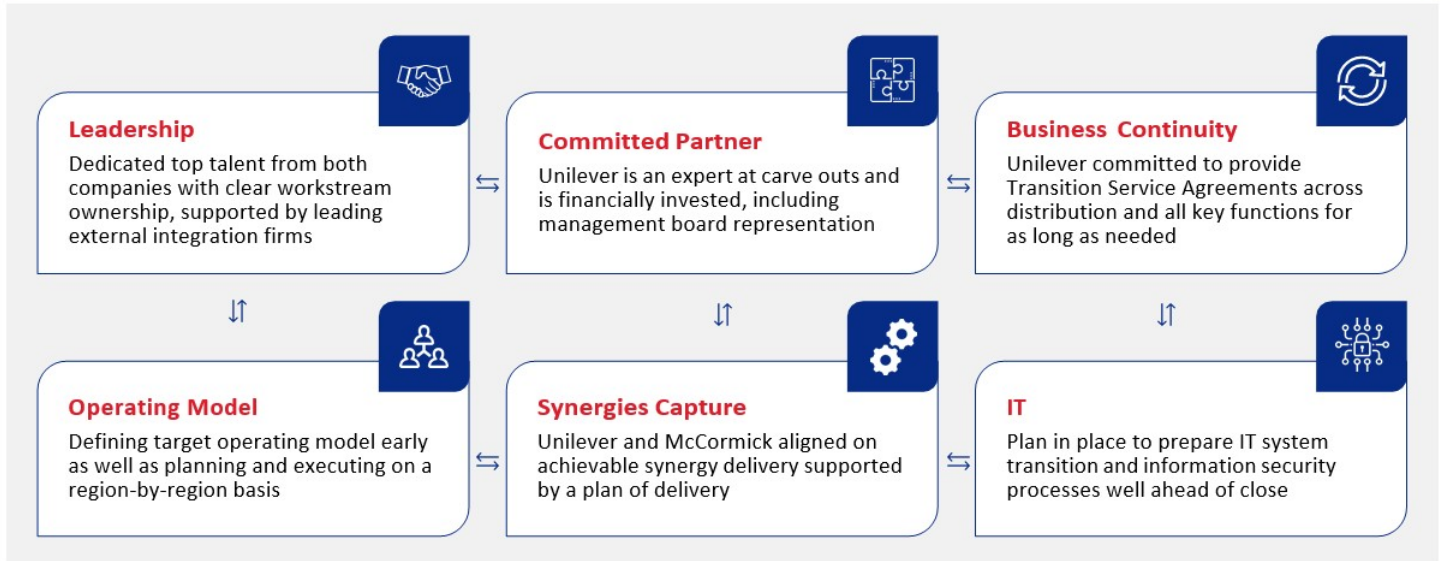 Leadership
Dedicated top talent from both
companies with clear workstream
ownership, supported by leading
external integration firms
Committed Partner
Unilever is an expert at carve outs and
is financially invested, including
management board representation
Business Continuity
Unilever committed to provide
Transition Service Agreements across
distribution and all key functions for
as long as needed
Operating Model
Defining target operating model early
as well as planning and executing on a
region-by-region basis
Synergies Capture
Unilever and McCormick aligned on
achievable synergy delivery supported
by a plan of delivery
IT
Plan in place to prepare IT system
transition and information security
processes well ahead of close